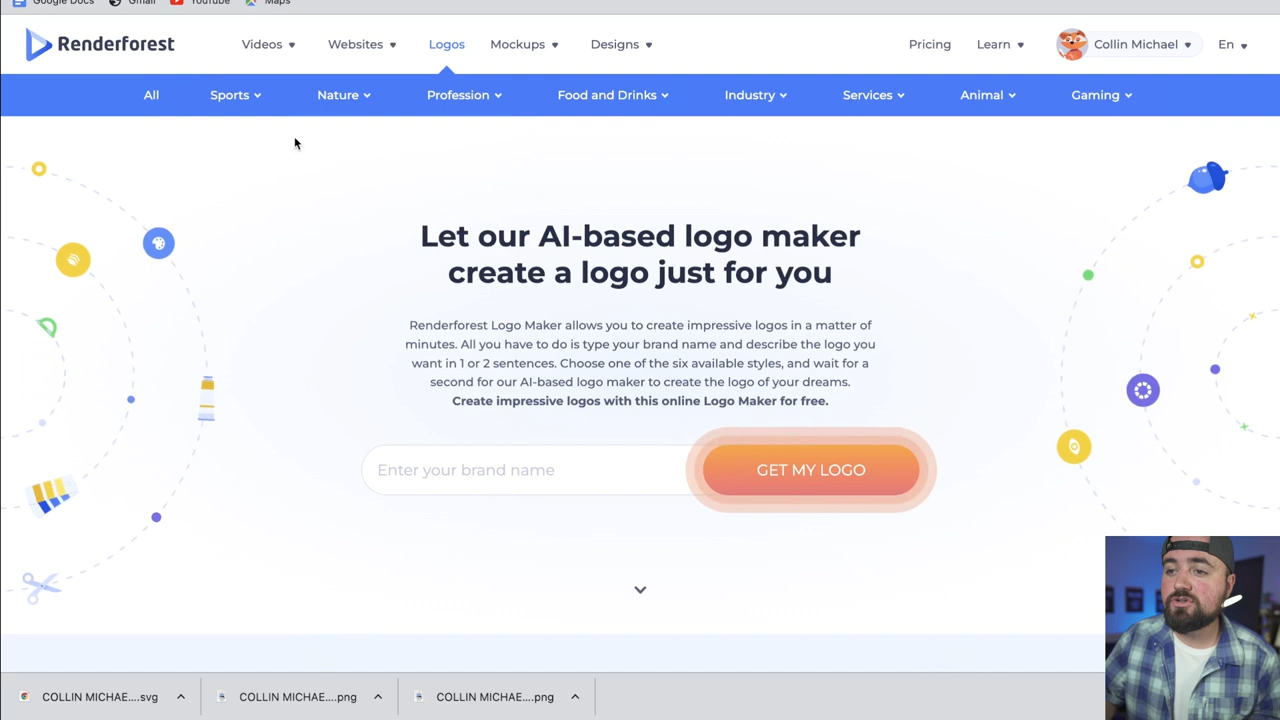 Google Docs Gmail YouTube Maps
Renderforest Videos Websites Logos Mockups Designs Pricing Learn Collin Michael En
All Sports Nature Profession Food and Drinks Industry Services Animal Gaming
Let our AI-based logo maker
create a logo just for you
Renderforest Logo Maker allows you to create impressive logos in a matter of
minutes. All you have to do is type your brand name and describe the logo you
want in 1 or 2 sentences. Choose one of the six available styles, and wait for a
second for our AI-based logo maker to create the logo of your dreams.
Create impressive logos with this online Logo Maker for free.
Enter your brand name GET MY LOGO
COLLIN MICHAE....svg COLLIN MICHAE....png COLLIN MICHAE....png